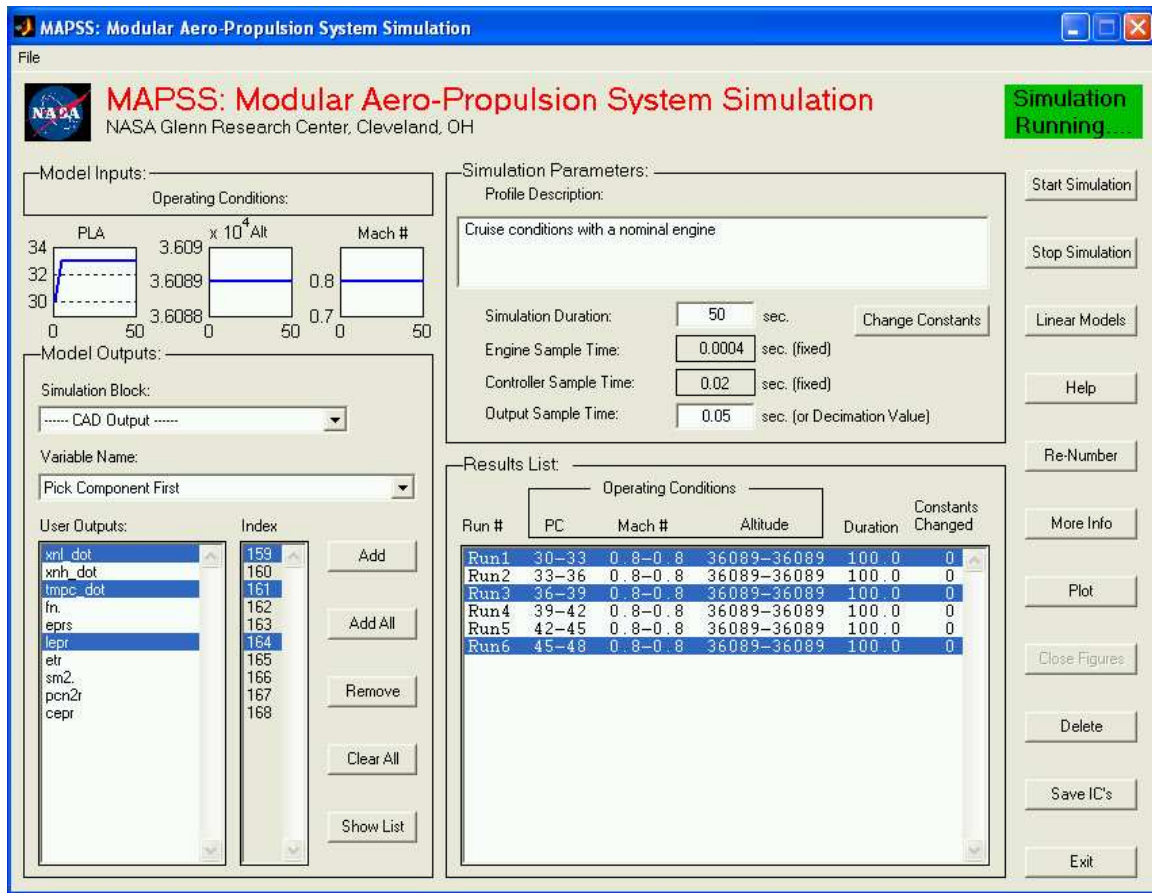 MAPSS: Modular Aero-Propulsion System Simulation
File
NASA
MAPSS: Modular Aero-Propulsion System Simulation
NASA Glenn Research Center, Cleveland, OH
Simulation
Running....
Model Inputs:
Operating Conditions:
PLA
x 10^4 Alt
Mach #
34
32
30
0
50
3.609
3.6089
3.6088
0
50
0.8
0.7
0
50
Model Outputs:
Simulation Block:
------ CAD Output ------
Variable Name:
Pick Component First
User Outputs:
Index
xnl_dot 159
xnh_dot 160
tmpc_dot 161
fn. 162
eprs 163
lepr 164
etr 165
sm2. 166
pcn2r 167
cepr 168
Add
Add All
Remove
Clear All
Show List
Simulation Parameters:
Profile Description:
Cruise conditions with a nominal engine
Simulation Duration: 50 sec.
Change Constants
Engine Sample Time: 0.0004 sec. (fixed)
Controller Sample Time: 0.02 sec. (fixed)
Output Sample Time: 0.05 sec. (or Decimation Value)
Results List:
Operating Conditions
Run # PC Mach # Altitude Duration Constants Changed
Run1 30-33 0.8-0.8 36089-36089 100.0 0
Run2 33-36 0.8-0.8 36089-36089 100.0 0
Run3 36-39 0.8-0.8 36089-36089 100.0 0
Run4 39-42 0.8-0.8 36089-36089 100.0 0
Run5 42-45 0.8-0.8 36089-36089 100.0 0
Run6 45-48 0.8-0.8 36089-36089 100.0 0
Start Simulation
Stop Simulation
Linear Models
Help
Re-Number
More Info
Plot
Close Figures
Delete
Save IC's
Exit